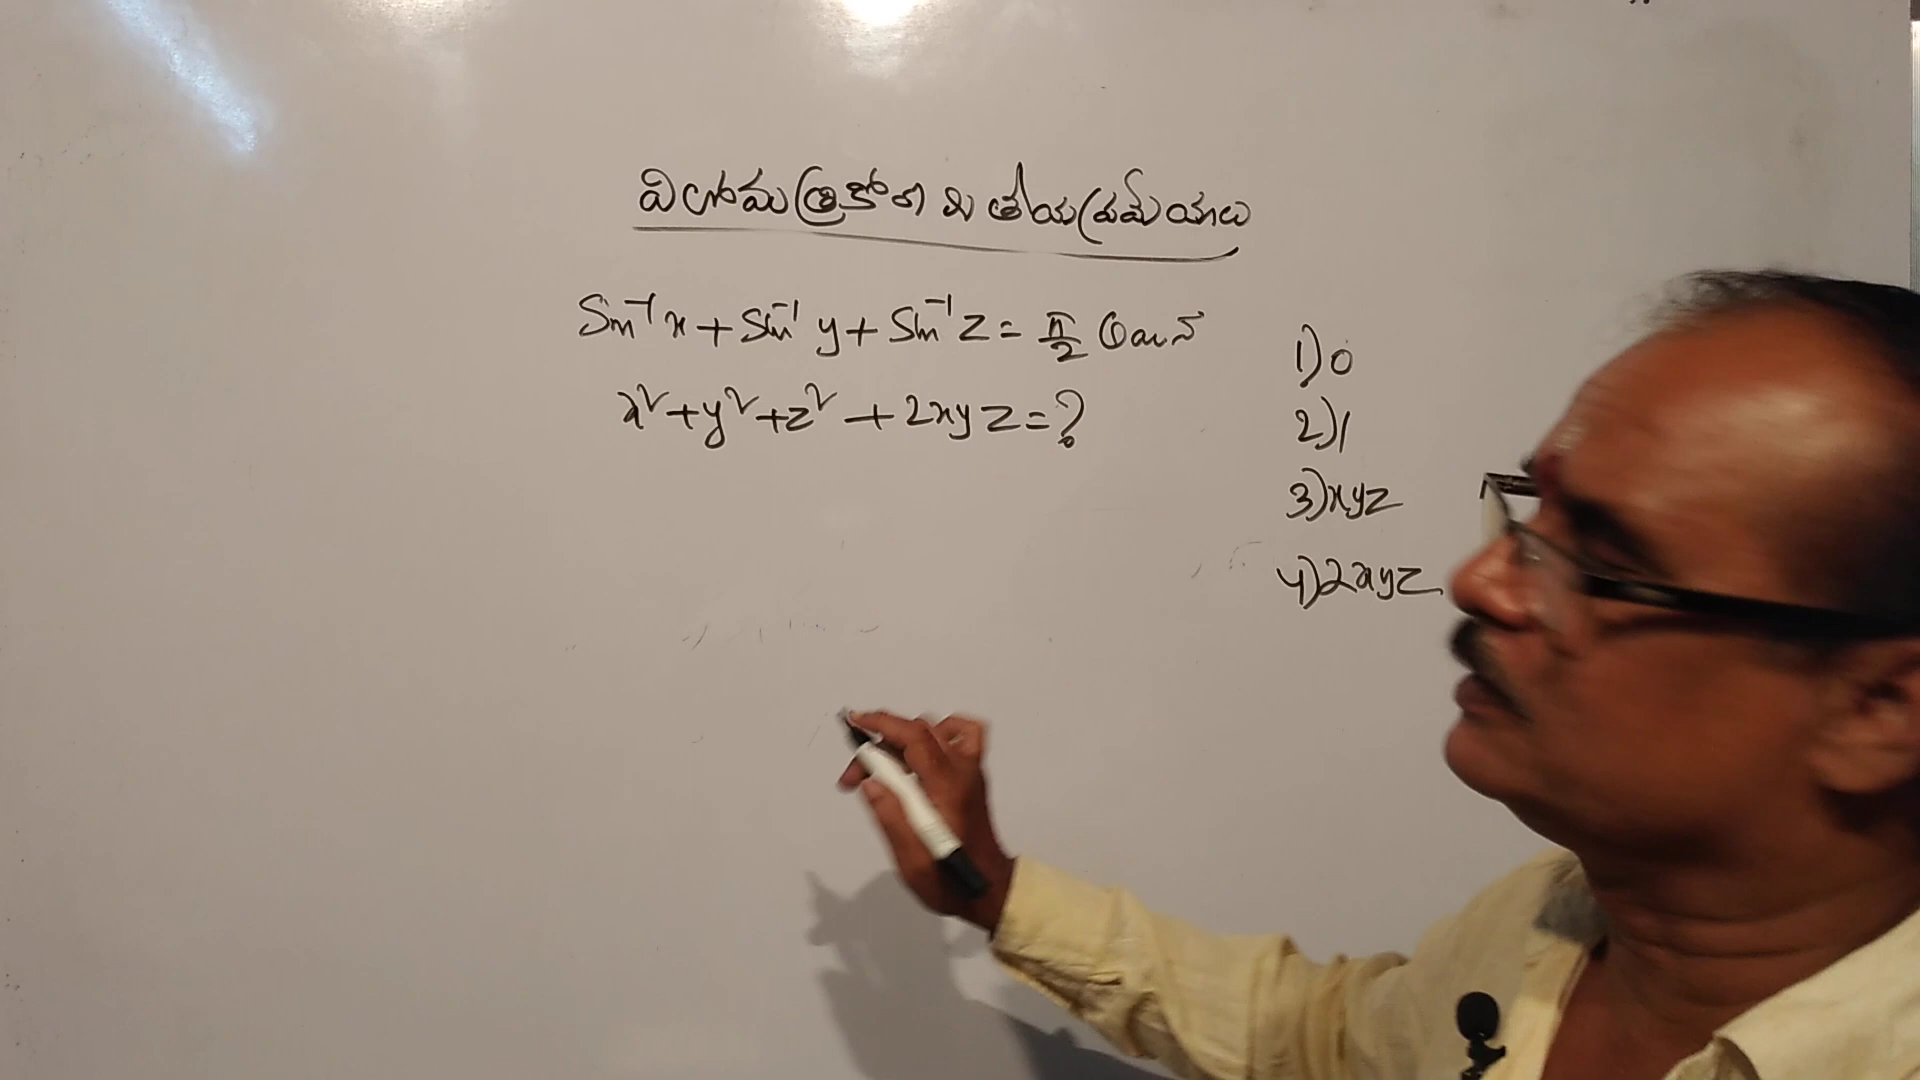 విలోమ త్రికోణమితీయ ప్రమేయాలు
Sin⁻¹x + Sin⁻¹y + Sin⁻¹z = π/2 అయిన
x² + y² + z² + 2xyz = ?
1) 0
2) 1
3) xyz
4) 2xyz